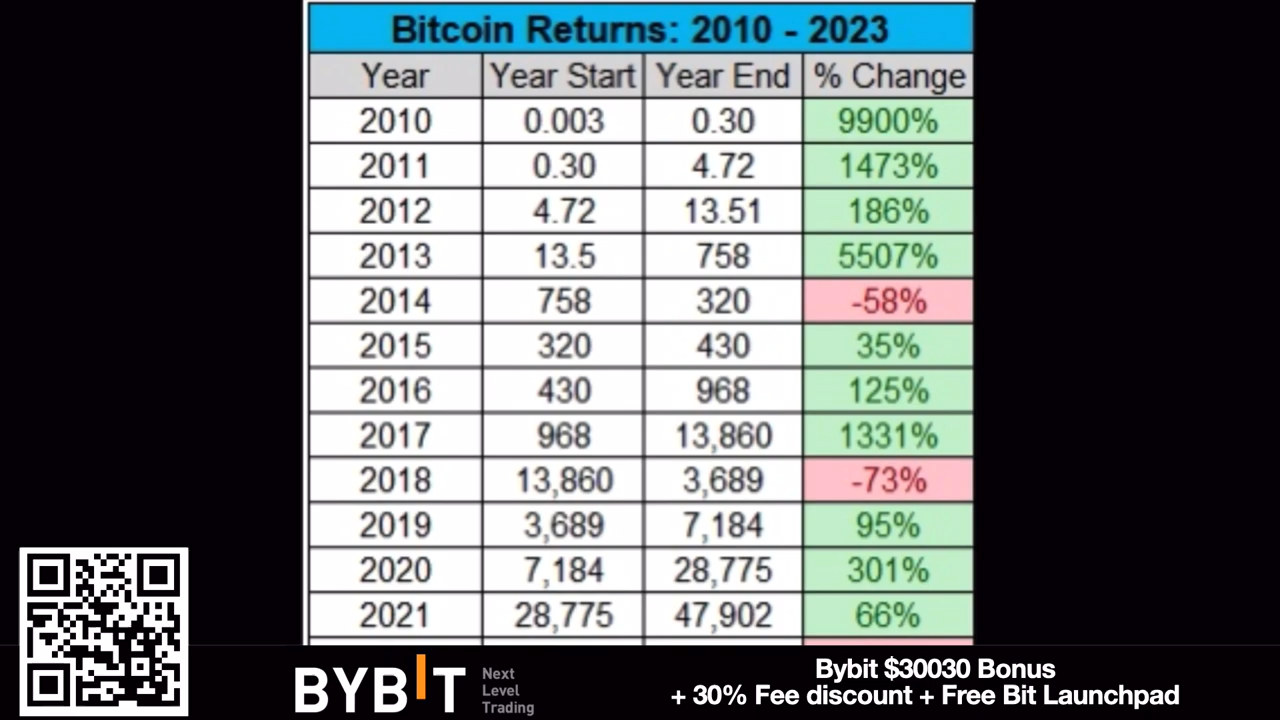 Bitcoin Returns: 2010 - 2023
Year Year Start Year End % Change
2010 0.003 0.30 9900%
2011 0.30 4.72 1473%
2012 4.72 13.51 186%
2013 13.5 758 5507%
2014 758 320 -58%
2015 320 430 35%
2016 430 968 125%
2017 968 13,860 1331%
2018 13,860 3,689 -73%
2019 3,689 7,184 95%
2020 7,184 28,775 301%
2021 28,775 47,902 66%
BYBIT Next
Level
Trading
Bybit $30030 Bonus
+ 30% Fee discount + Free Bit Launchpad